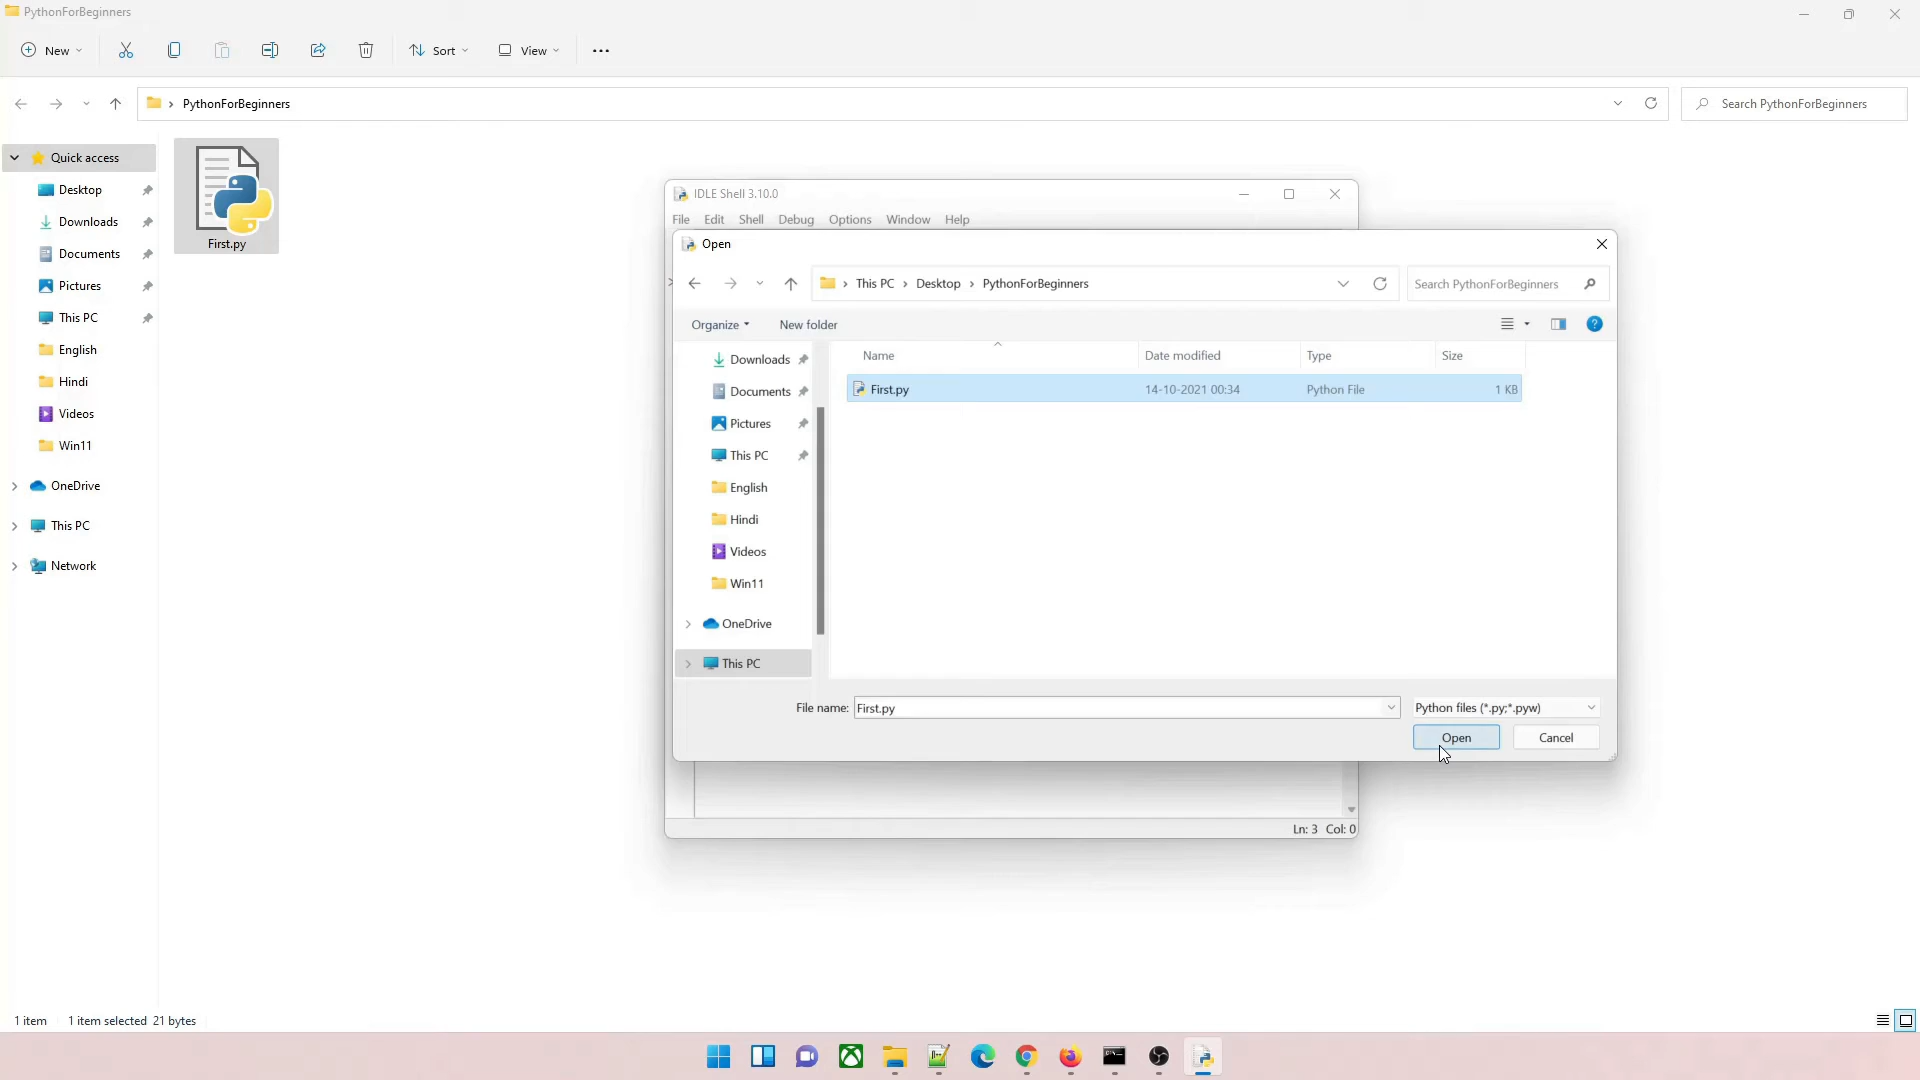 PythonForBeginners
New
Sort
View
PythonForBeginners
Search PythonForBeginners
Quick access
Desktop
Downloads
Documents
Pictures
This PC
English
Hindi
Videos
Win11
OneDrive
This PC
Network
First.py
IDLE Shell 3.10.0
File Edit Shell Debug Options Window Help
Open
This PC > Desktop > PythonForBeginners
Search PythonForBeginners
Organize
New folder
Name Date modified Type Size
First.py 14-10-2021 00:34 Python File 1 KB
Downloads
Documents
Pictures
This PC
English
Hindi
Videos
Win11
OneDrive
This PC
File name: First.py
Python files (*.py;*.pyw)
Open
Cancel
Ln: 3 Col: 0
1 item 1 item selected 21 bytes